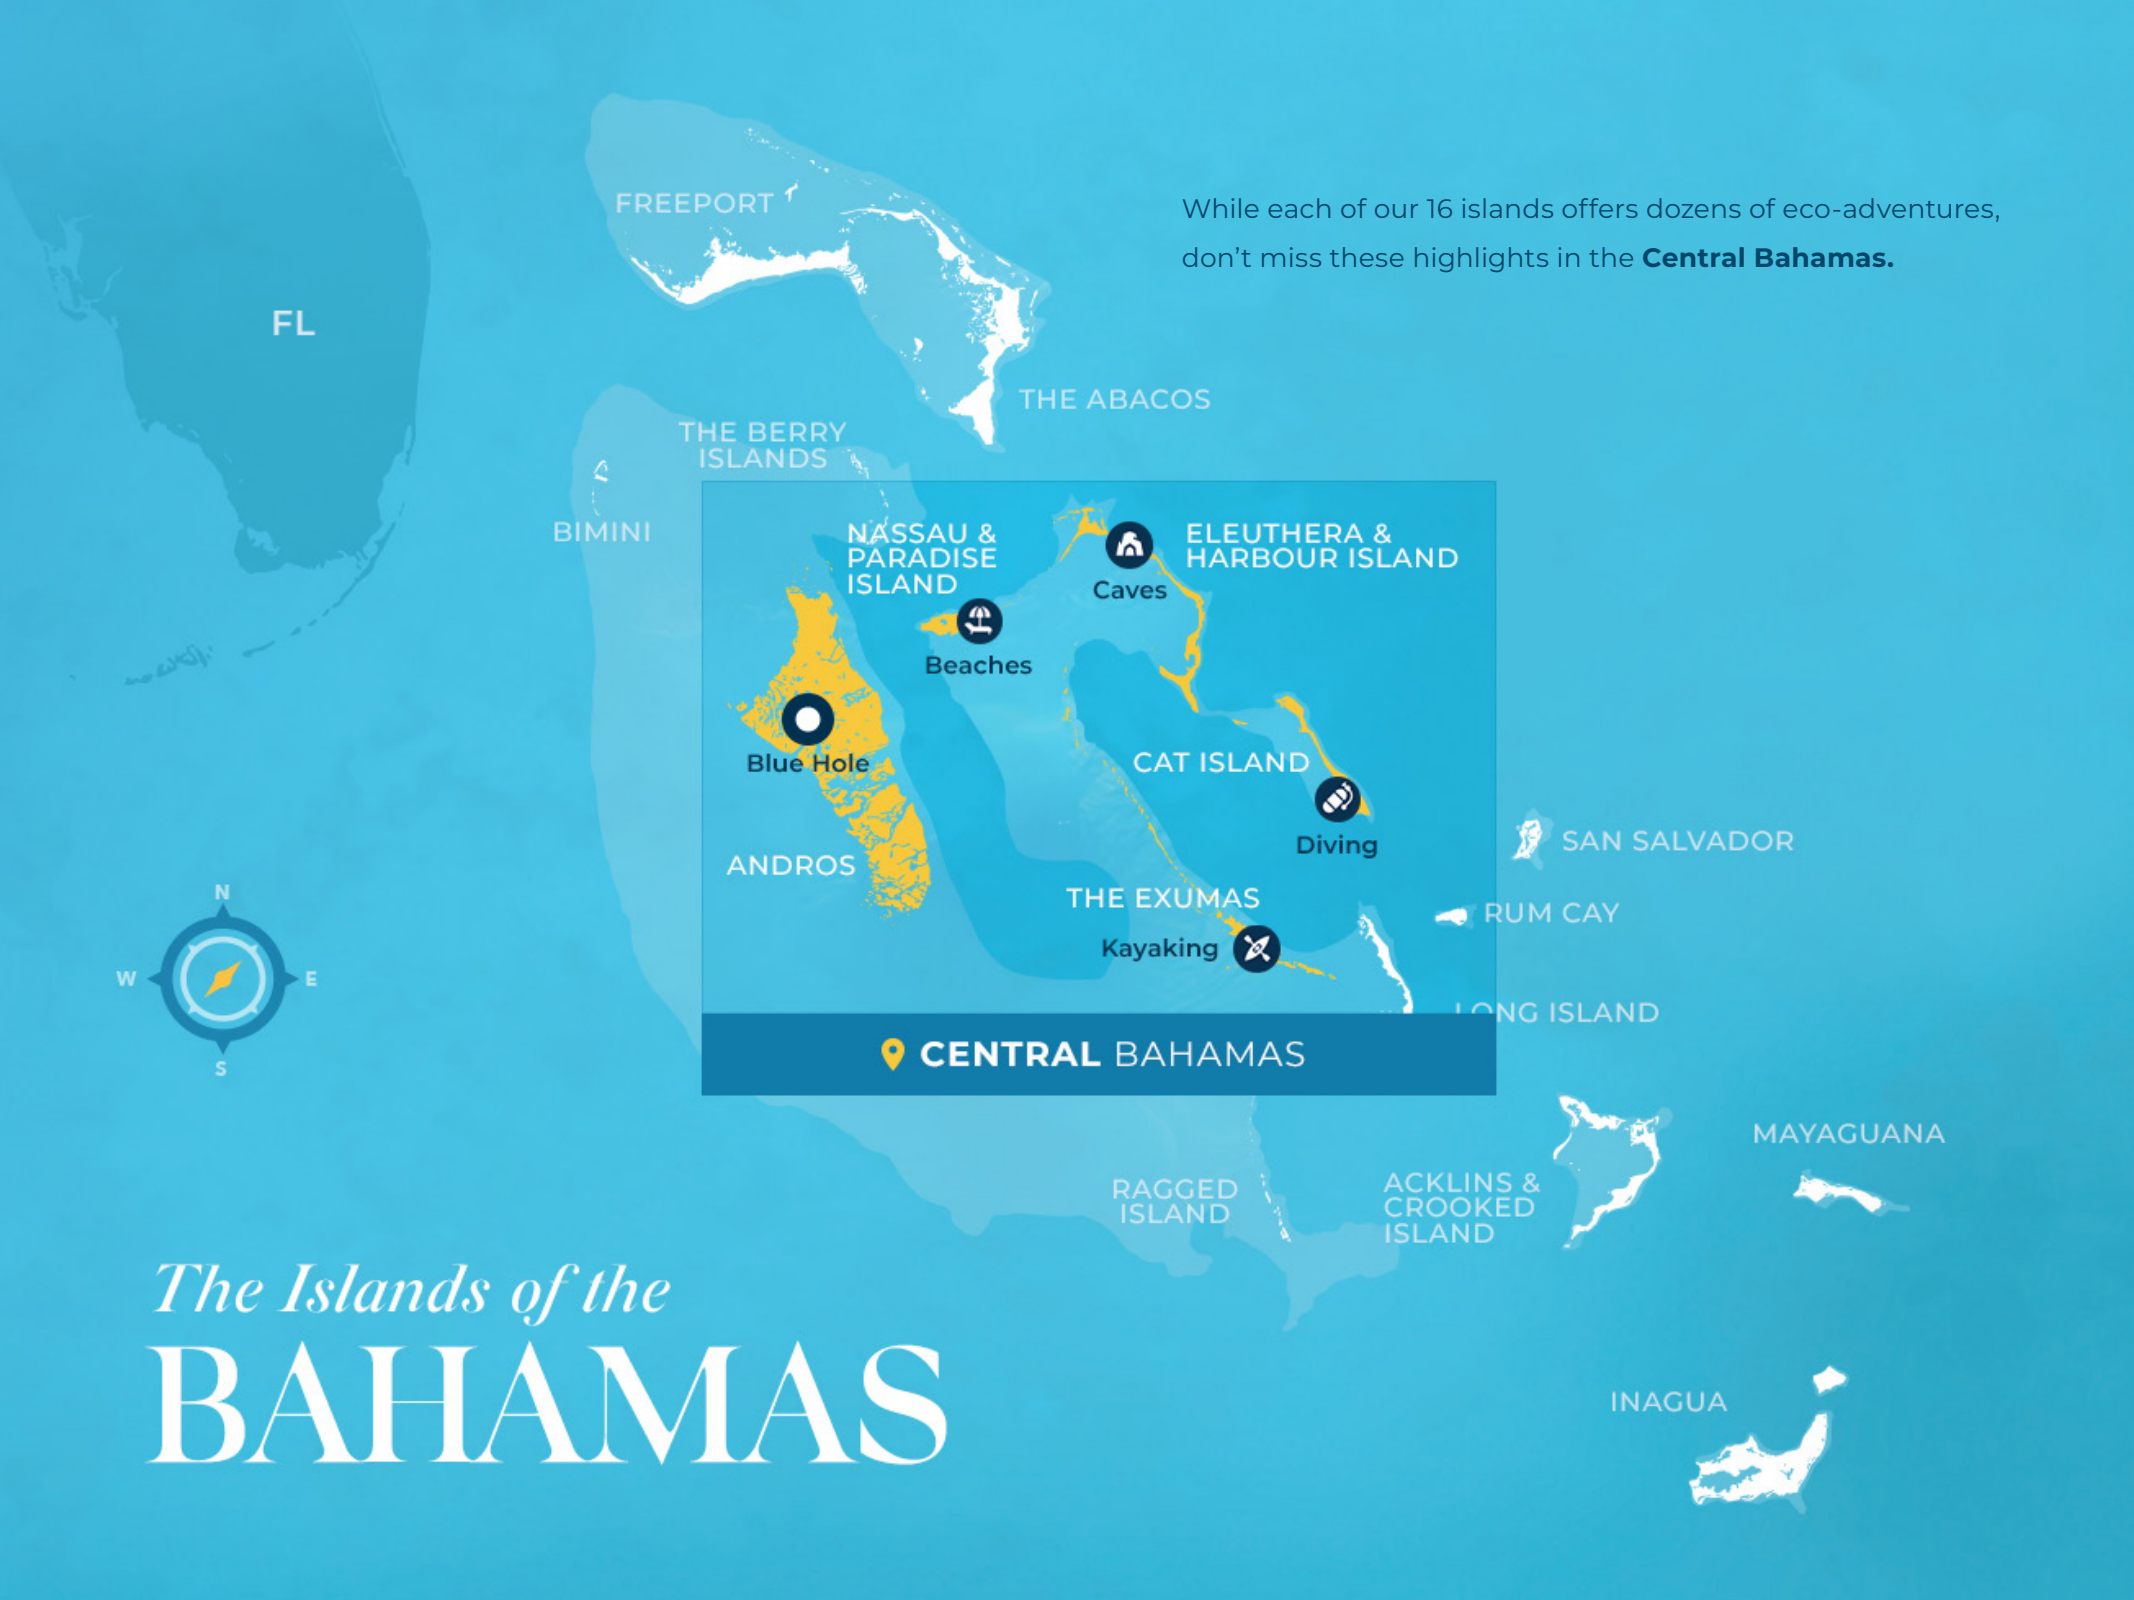 While each of our 16 islands offers dozens of eco-adventures,
don't miss these highlights in the Central Bahamas.
FREEPORT
FL
THE ABACOS
THE BERRY
ISLANDS
BIMINI
NASSAU &
PARADISE
ISLAND
Beaches
ELEUTHERA &
HARBOUR ISLAND
Caves
Blue Hole
ANDROS
CAT ISLAND
Diving
THE EXUMAS
Kayaking
SAN SALVADOR
RUM CAY
LONG ISLAND
N
W
E
S
CENTRAL BAHAMAS
MAYAGUANA
RAGGED
ISLAND
ACKLINS &
CROOKED
ISLAND
INAGUA
The Islands of the
BAHAMAS